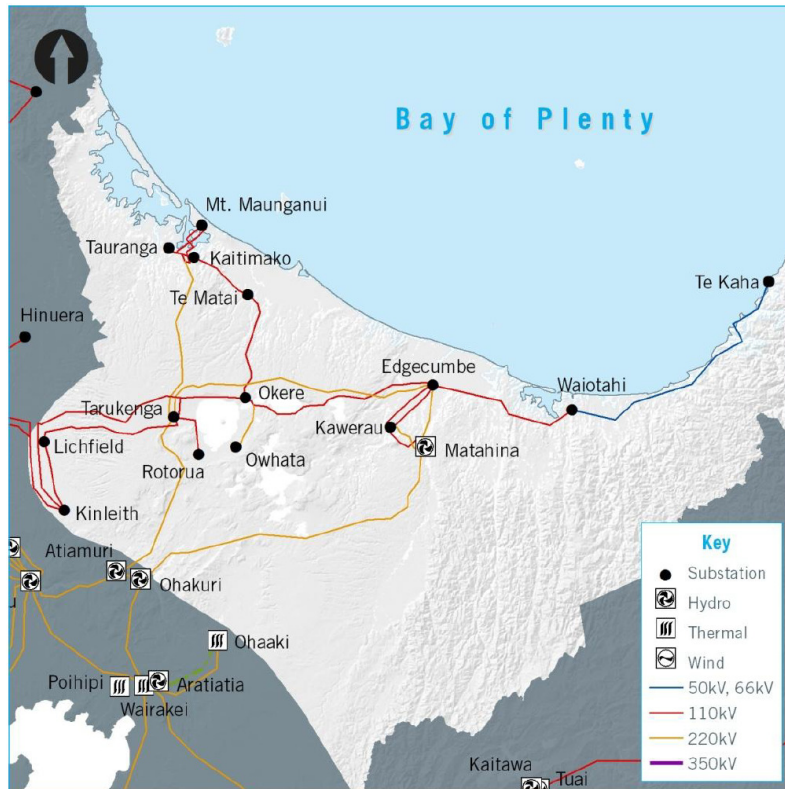 Bay of Plenty
Mt. Maunganui
Tauranga
Kaitimako
Te Matai
Te Kaha
Hinuera
Edgecumbe
Waiotahi
Okere
Tarukenga
Kawerau
Lichfield
Rotorua
Owhata
Matahina
Kinleith
Atiamuri
Ohakuri
u
Ohaaki
Poihipi
Aratiatia
Wairakei
Kaitawa
Tuai
Key
Substation
Hydro
Thermal
Wind
50kV, 66kV
110kV
220kV
350kV